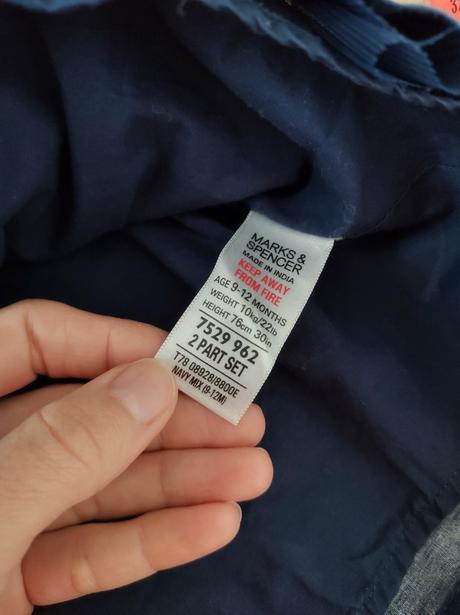 MARKS &
SPENCER
MADE IN INDIA
KEEP AWAY
FROM FIRE
AGE 9-12 MONTHS
WEIGHT 10kg/22lb
HEIGHT 76cm 30in
7529 962
2 PART SET
T78 08928/8800E
NAVY MIX (9-12M)